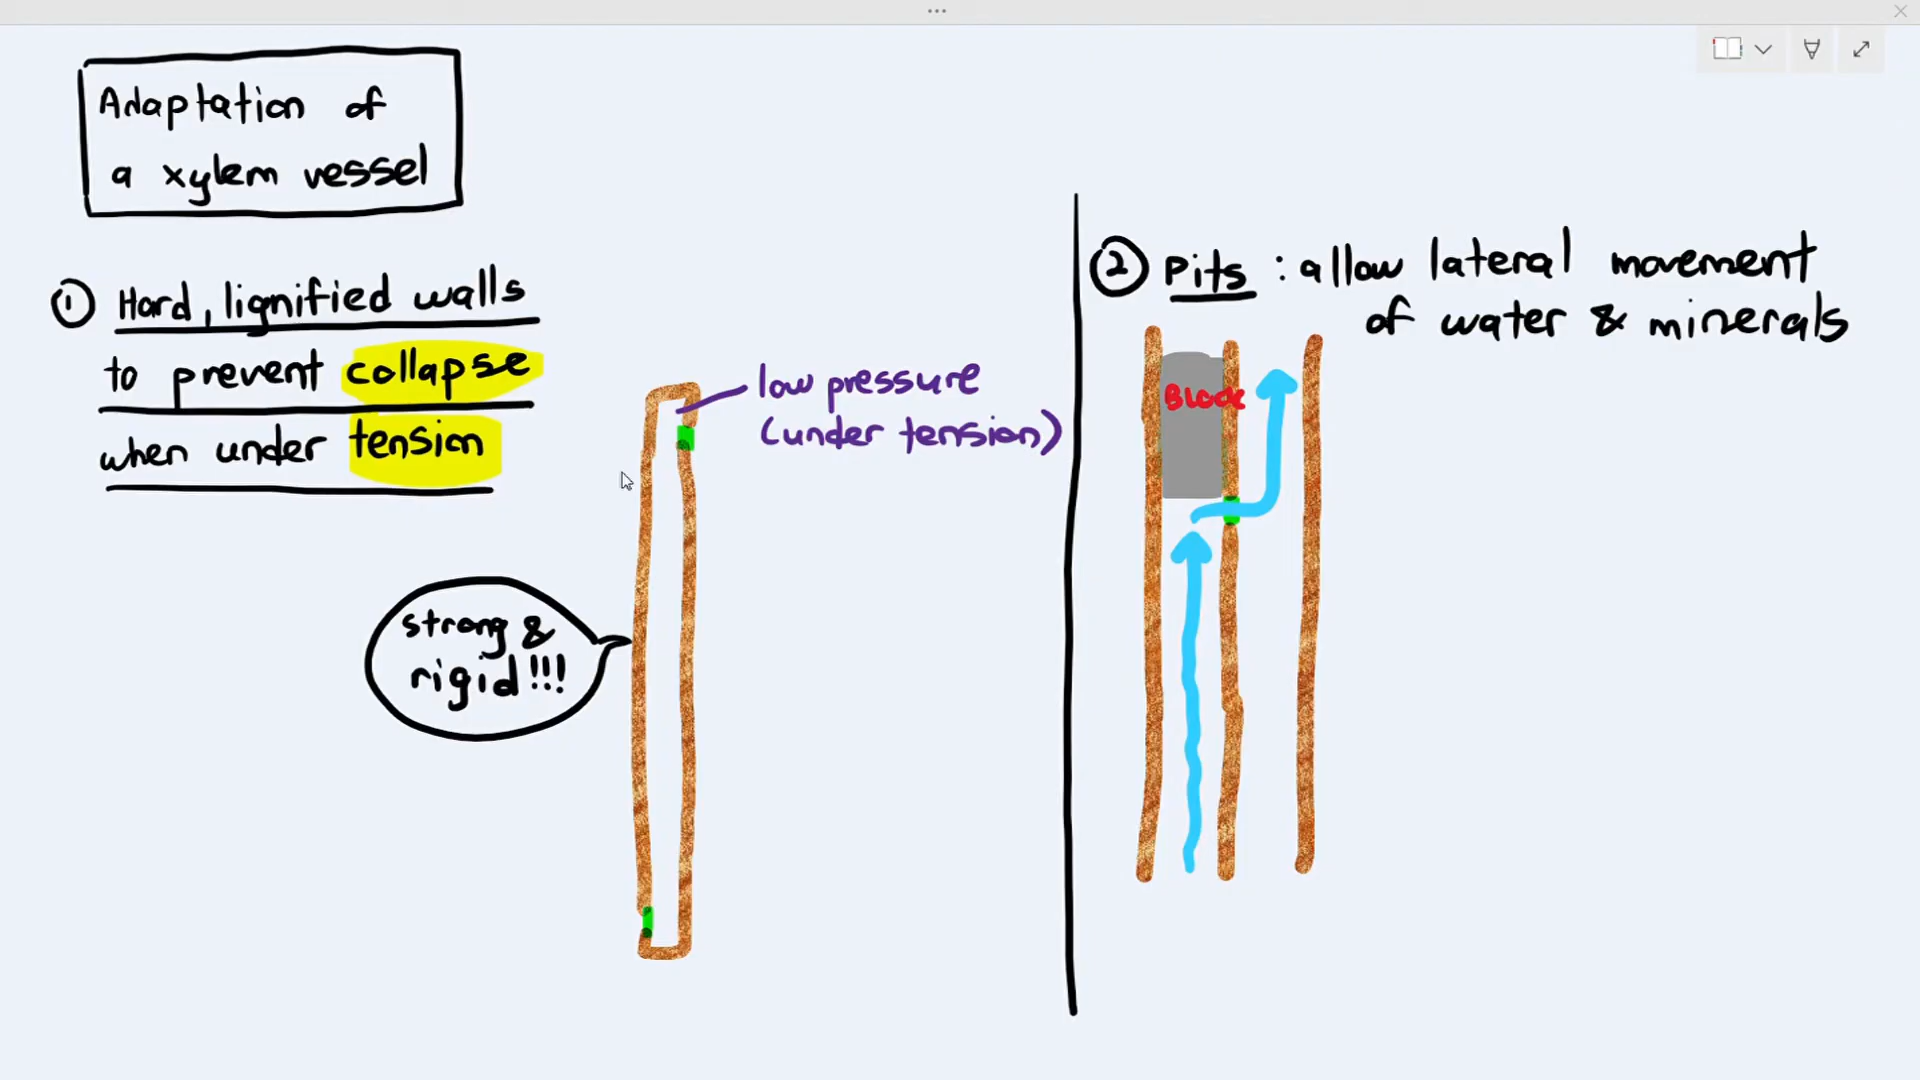 Adaptation of
a xylem vessel
① Hard, lignified walls
to prevent collapse
when under tension
low pressure
(under tension)
strong &
rigid!!!
② Pits : allow lateral movement
of water & minerals
Block